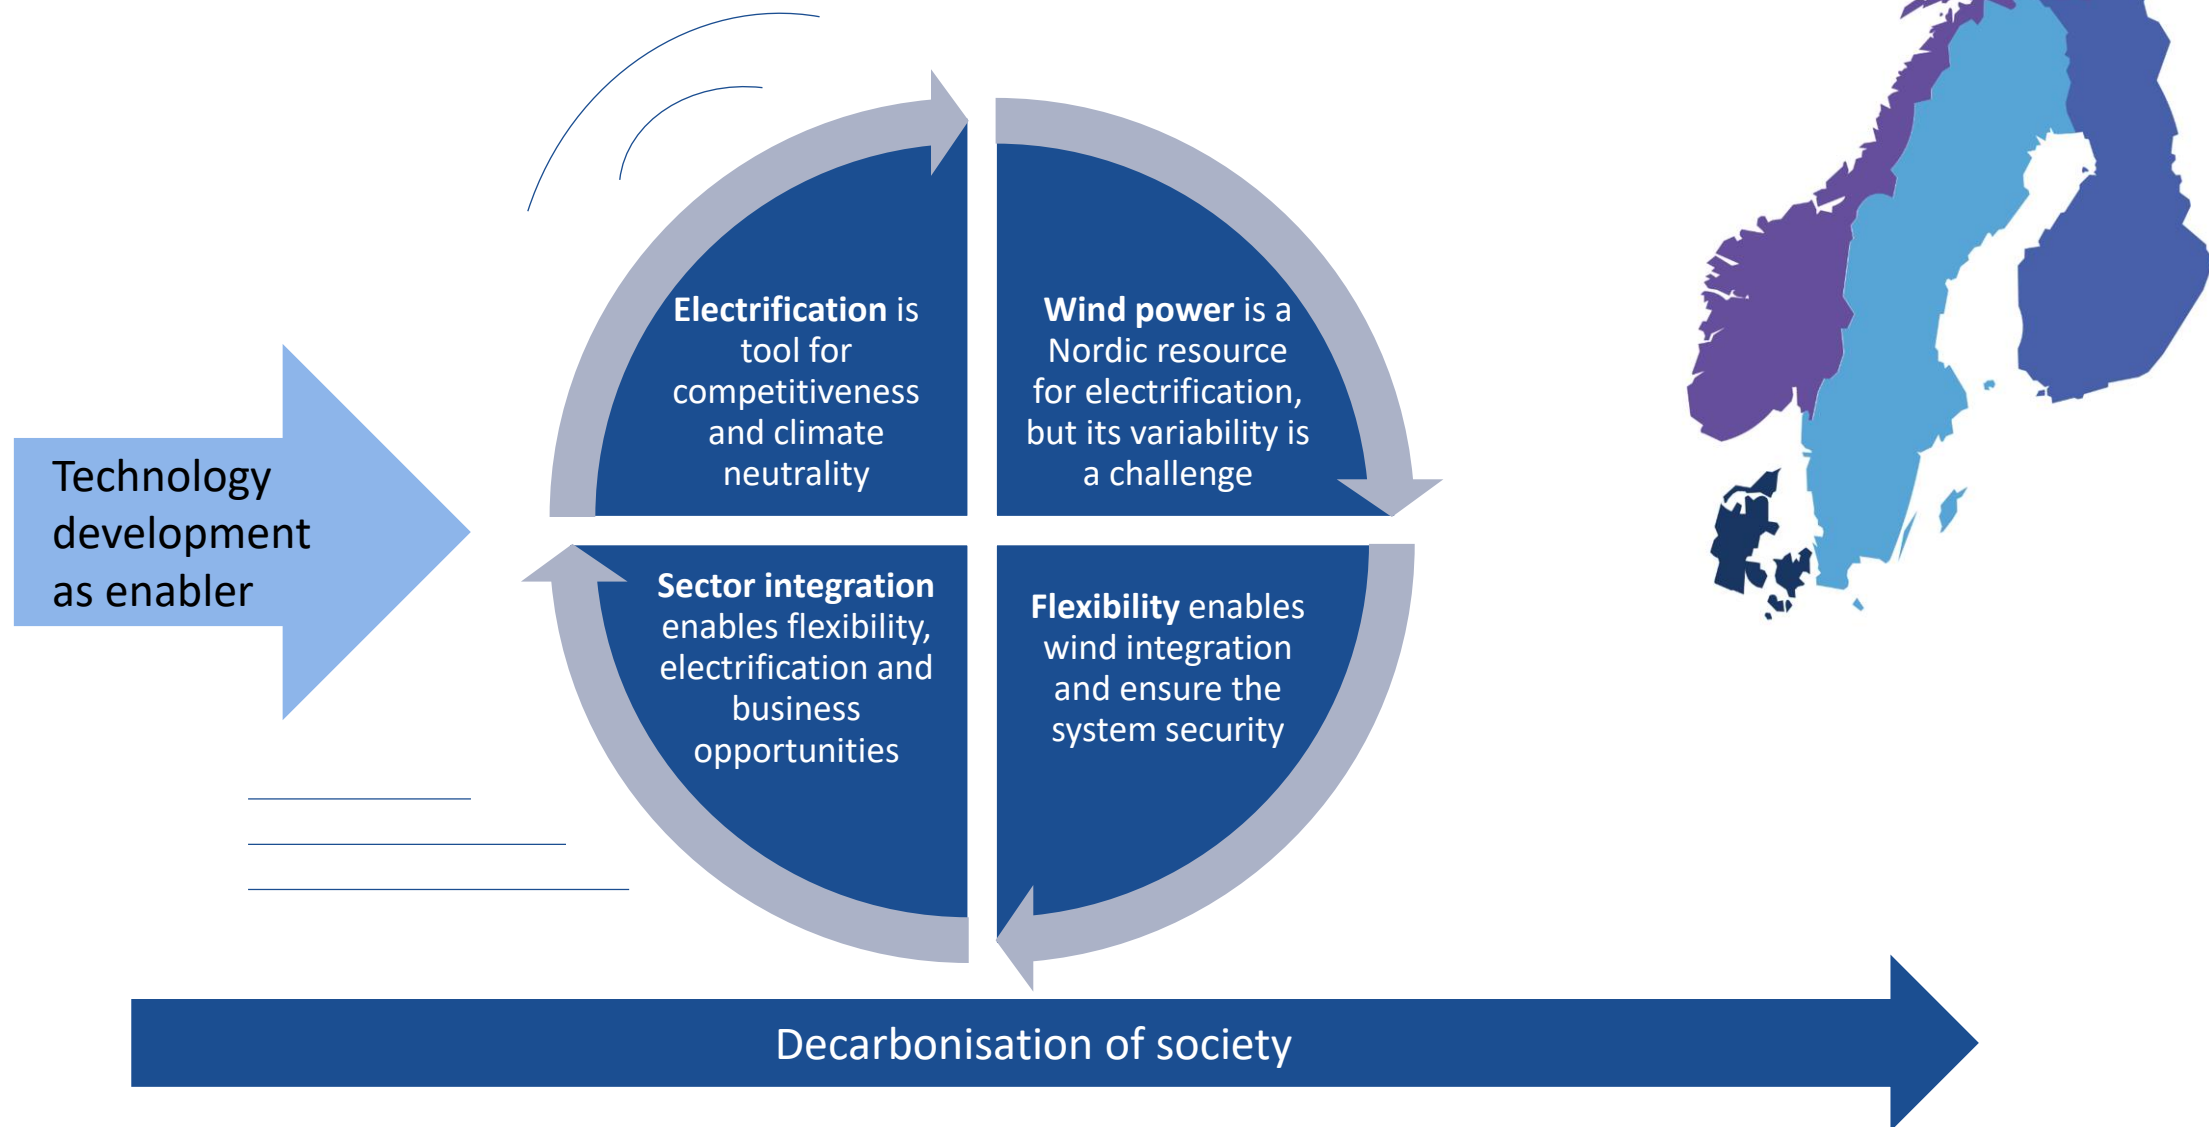 Technology
development
as enabler
Electrification is
tool for
competitiveness
and climate
neutrality
Wind power is a
Nordic resource
for electrification,
but its variability is
a challenge
Sector integration
enables flexibility,
electrification and
business
opportunities
Flexibility enables
wind integration
and ensure the
system security
Decarbonisation of society